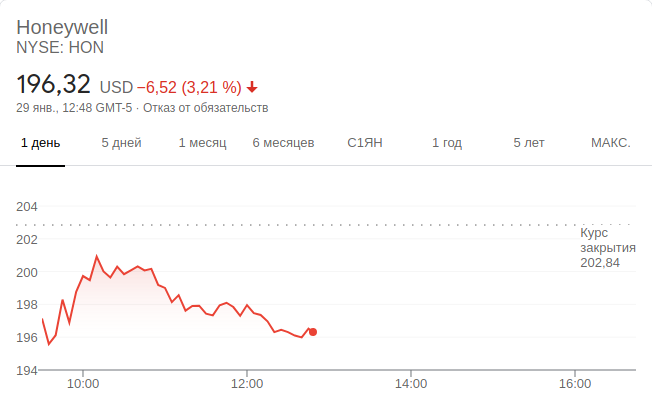 Honeywell
NYSE: HON
196,32 USD −6,52 (3,21 %)
29 янв., 12:48 GMT-5 · Отказ от обязательств
1 день 5 дней 1 месяц 6 месяцев С1ЯН 1 год 5 лет МАКС.
204
202
200
198
196
194
Курс
закрытия
202,84
10:00 12:00 14:00 16:00